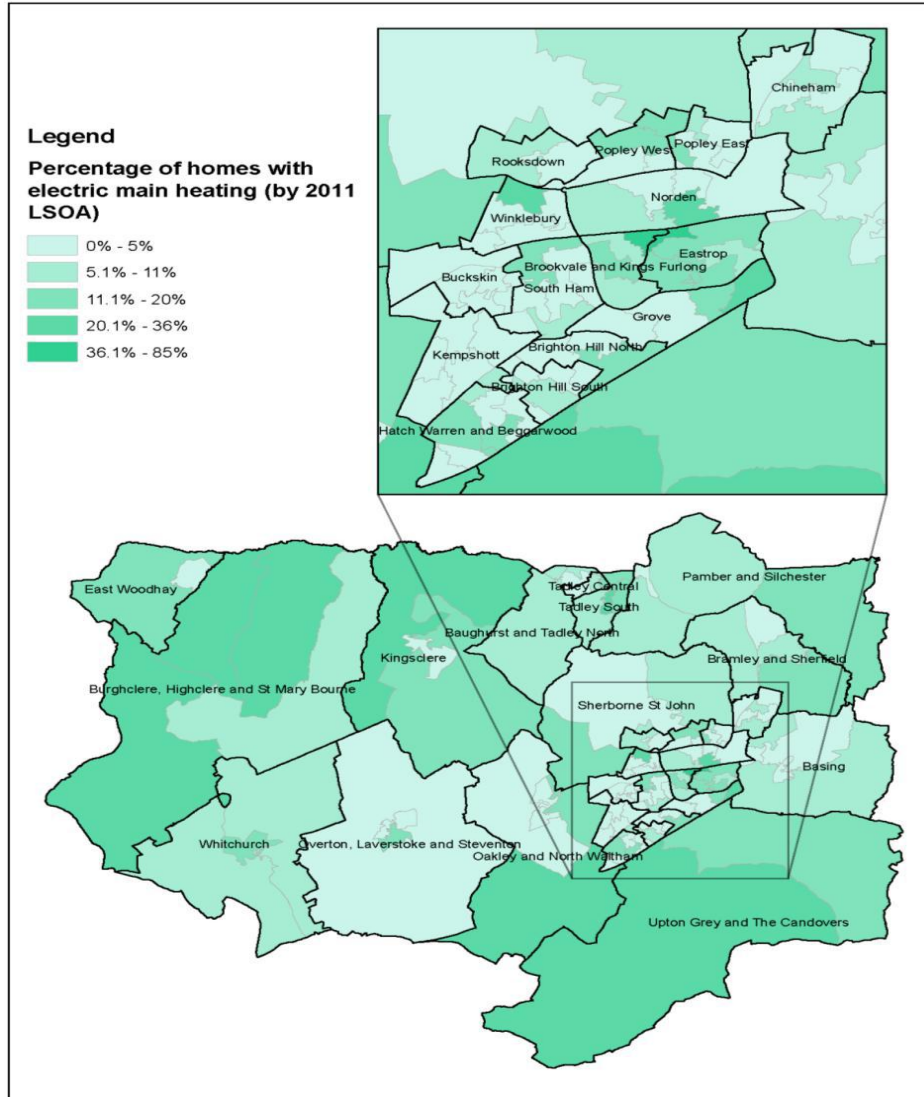 Legend
Percentage of homes with
electric main heating (by 2011
LSOA)
0% - 5%
5.1% - 11%
11.1% - 20%
20.1% - 36%
36.1% - 85%
Chineham
Popley West
Popley East
Rooksdown
Norden
Winklebury
Eastrop
Brookvale and Kings Furlong
Buckskin
South Ham
Grove
Kempshott
Brighton Hill North
Brighton Hill South
Hatch Warren and Beggarwood
East Woodhay
Tadley Central
Pamber and Silchester
Tadley South
Baughurst and Tadley North
Kingsclere
Bramley and Sherfield
Burghclere, Highclere and St Mary Bourne
Sherborne St John
Basing
Whitchurch
Overton, Laverstoke and Steventon
Oakley and North Waltham
Upton Grey and The Candovers